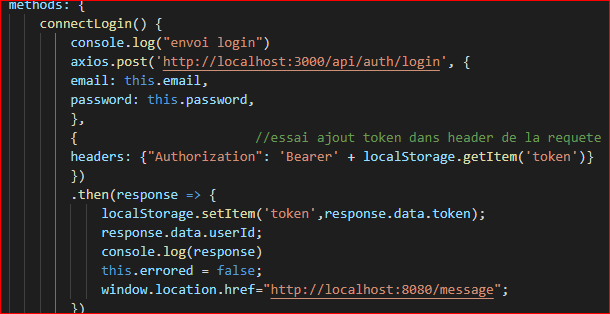 methods: {
connectLogin() {
console.log("envoi login")
axios.post('http://localhost:3000/api/auth/login', {
email: this.email,
password: this.password,
},
{ //essai ajout token dans header de la requete
headers: {"Authorization": 'Bearer' + localStorage.getItem('token')}
})
.then(response => {
localStorage.setItem('token',response.data.token);
response.data.userId;
console.log(response)
this.errored = false;
window.location.href="http://localhost:8080/message";
})